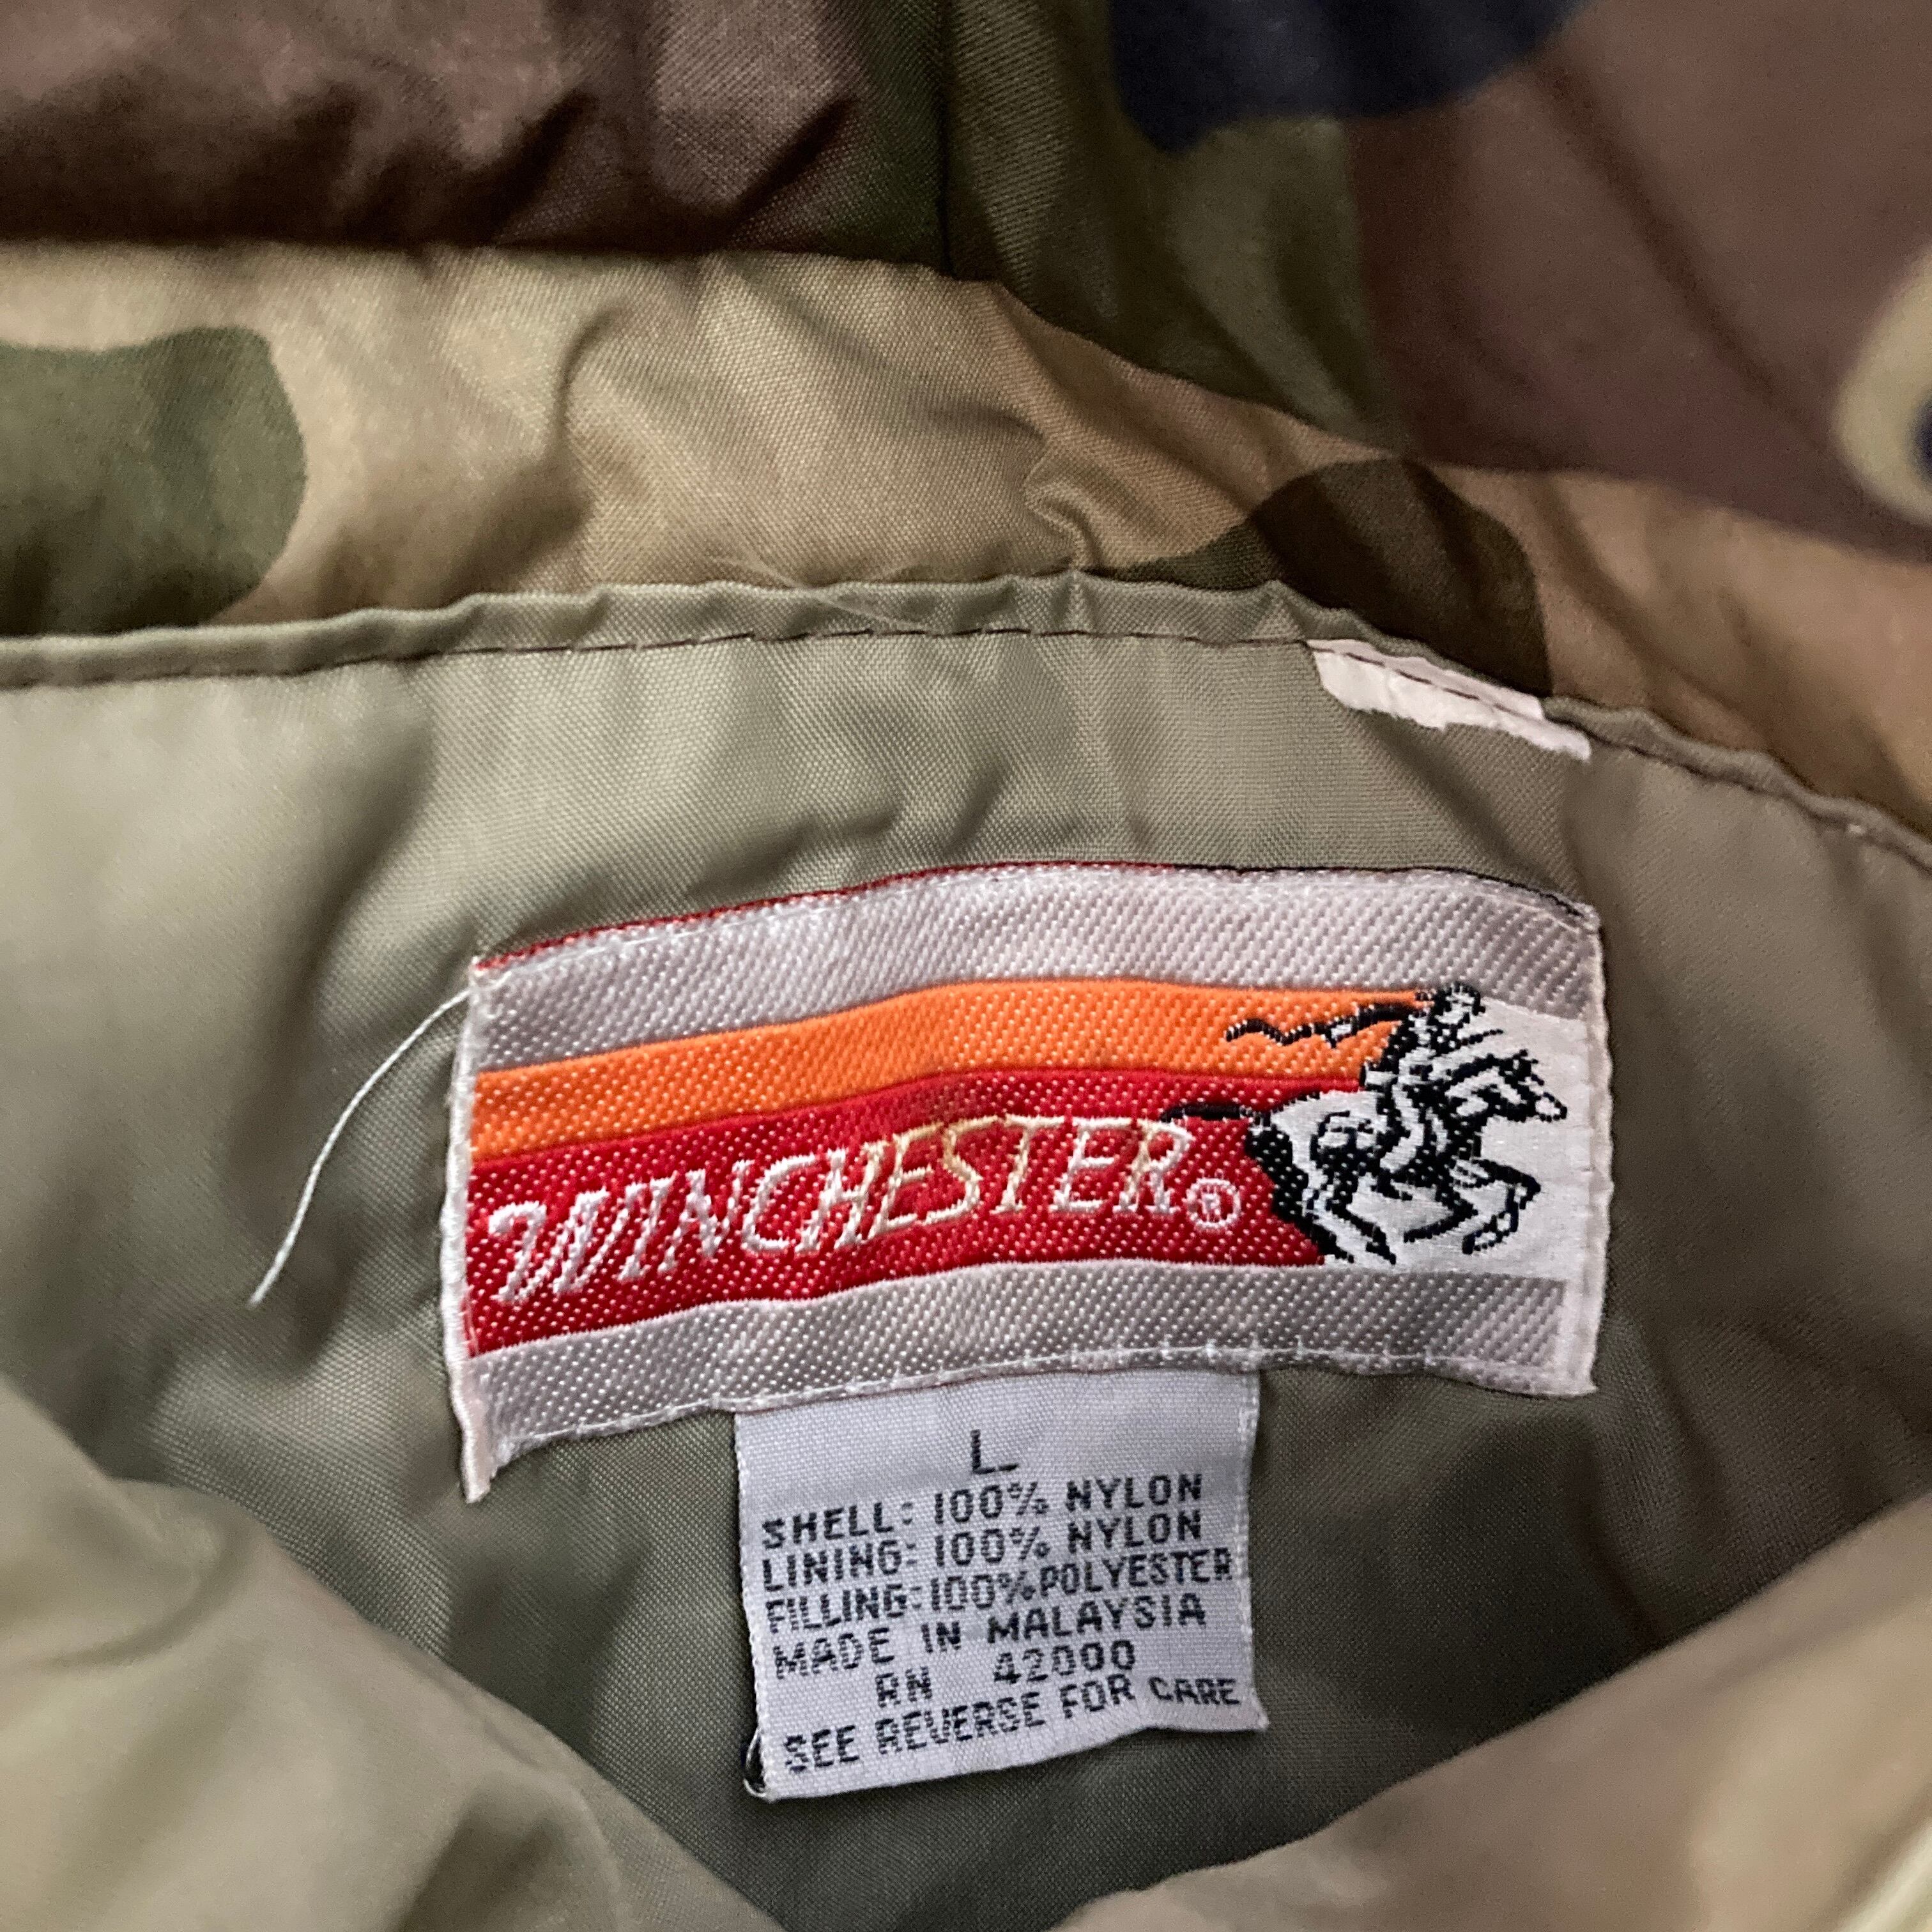 WINCHESTER®
L
SHELL: 100% NYLON
LINING: 100% NYLON
FILLING: 100% POLYESTER
MADE IN MALAYSIA
RN 42000
SEE REVERSE FOR CARE